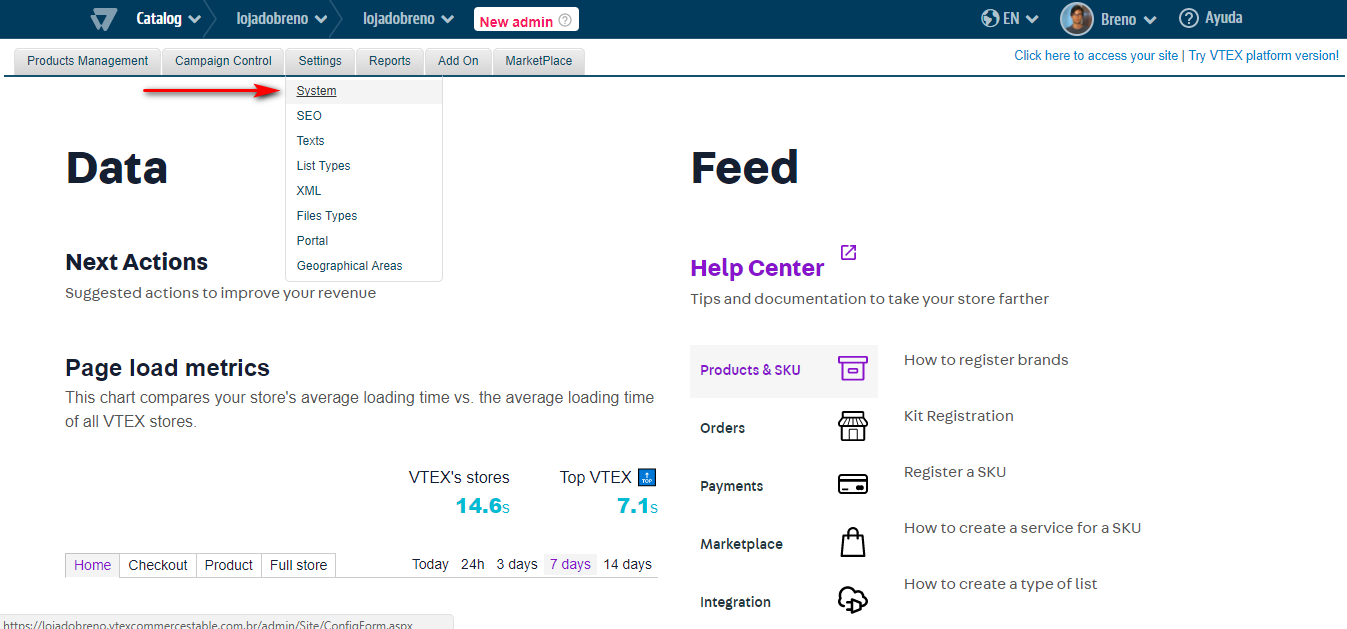 Catalog lojadobreno lojadobreno New admin ? EN Breno ? Ayuda
Products Management Campaign Control Settings Reports Add On MarketPlace Click here to access your site | Try VTEX platform version!
System
SEO
Texts
List Types
XML
Files Types
Portal
Geographical Areas
Data
Next Actions
Suggested actions to improve your revenue
Page load metrics
This chart compares your store's average loading time vs. the average loading time
of all VTEX stores.
VTEX's stores Top VTEX TOP
14.6s 7.1s
Home Checkout Product Full store Today 24h 3 days 7 days 14 days
Feed
Help Center
Tips and documentation to take your store farther
Products & SKU
Orders
Payments
Marketplace
Integration
How to register brands
Kit Registration
Register a SKU
How to create a service for a SKU
How to create a type of list
https://lojadobreno.vtexcommercestable.com.br/admin/Site/ConfigForm.aspx